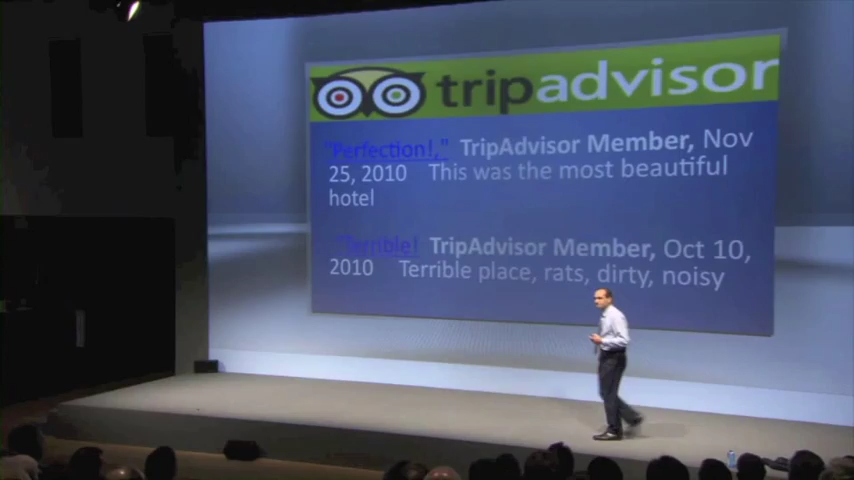 tripadvisor
"Perfection!," TripAdvisor Member, Nov
25, 2010 This was the most beautiful
hotel
"Terrible! TripAdvisor Member, Oct 10,
2010 Terrible place, rats, dirty, noisy